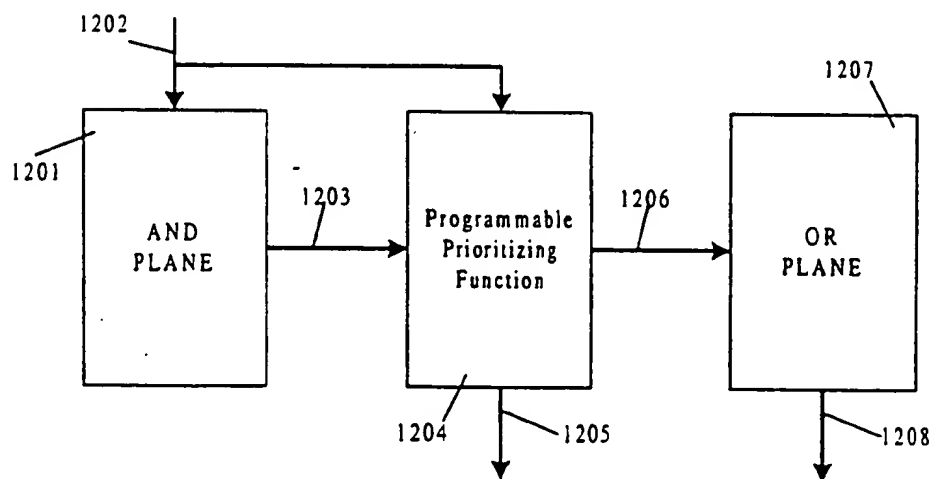 1202
1207
1201
1203
1206
AND
PLANE
Programmable
Prioritizing
Function
OR
PLANE
1204
1205
1208